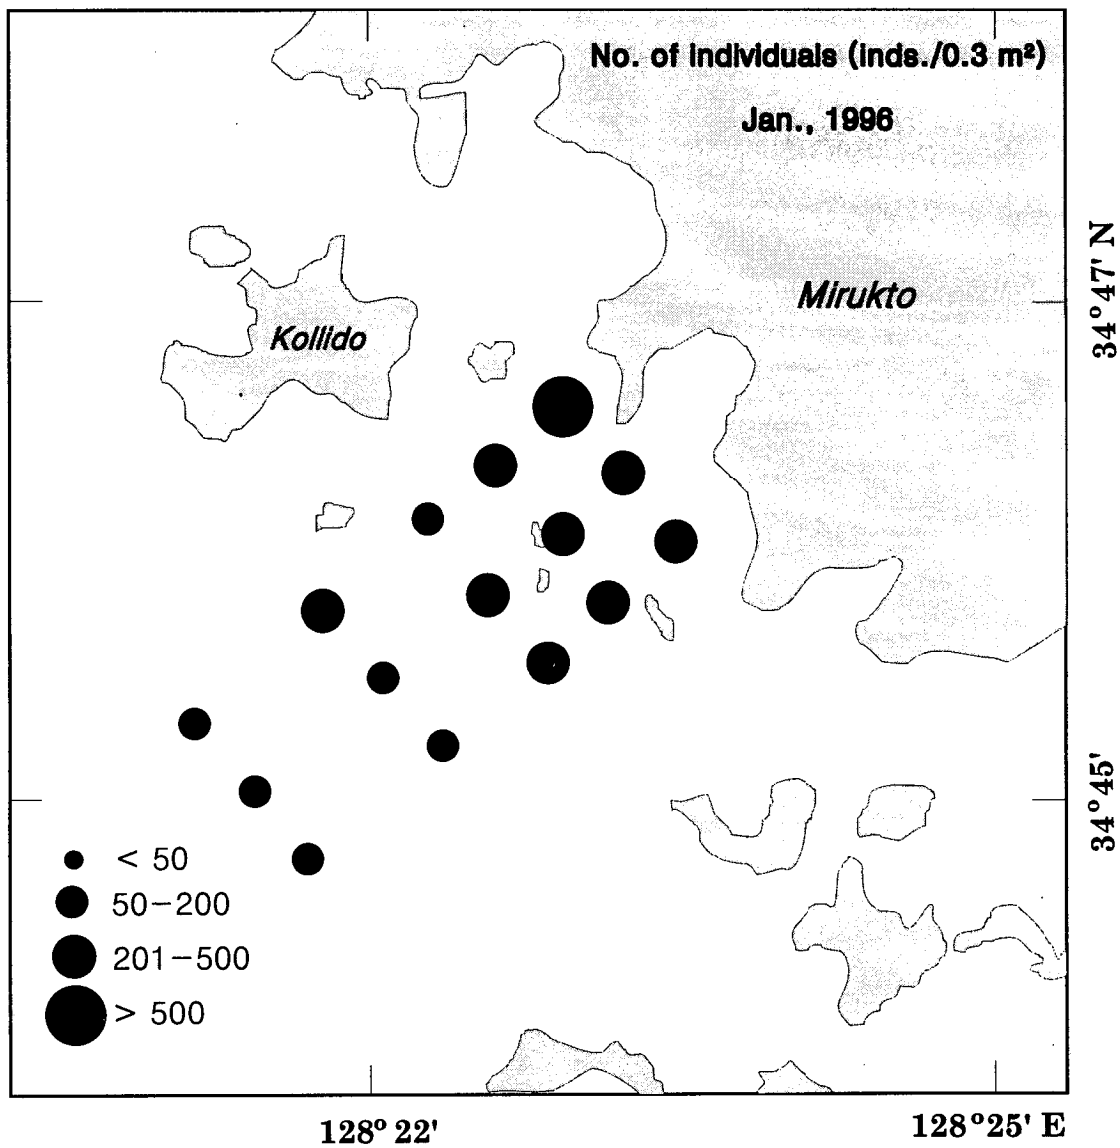 No. of individuals (inds./0.3 m²)
Jan., 1996
34°47' N
Mirukto
Kollido
34°45'
< 50
50-200
201-500
> 500
128° 22'
128°25' E